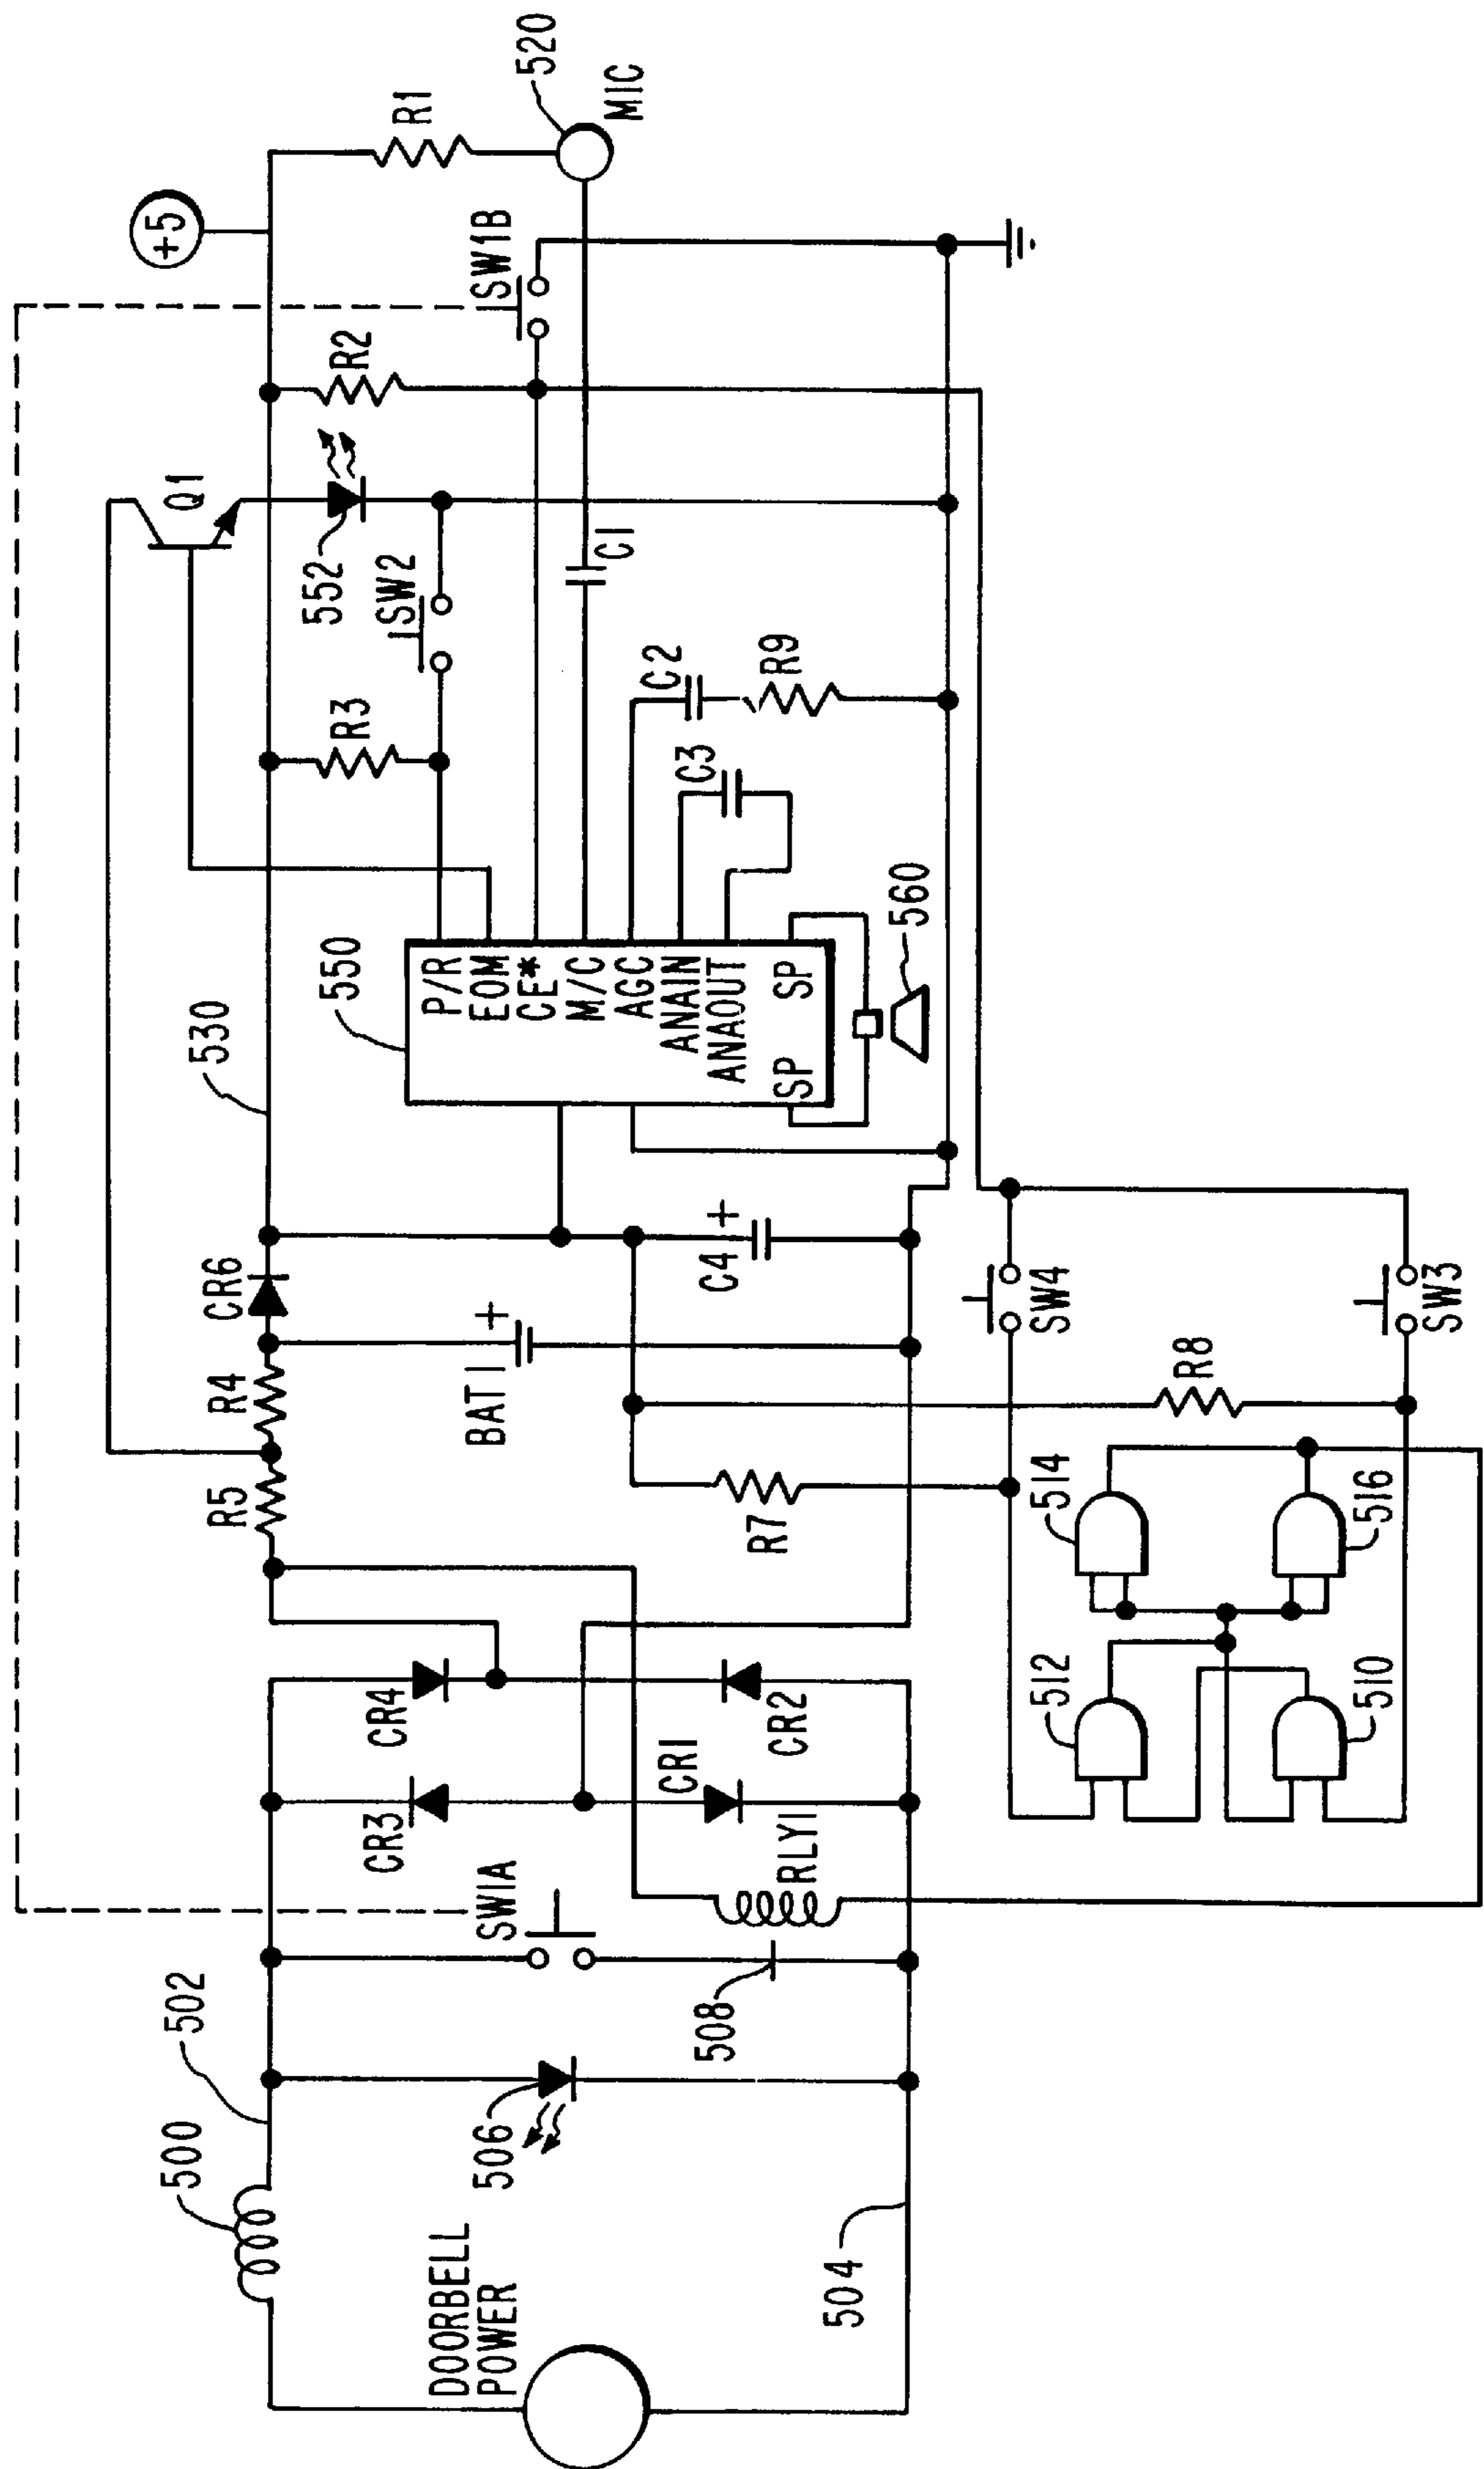 DOORBELL
POWER
500
502
504
506
508
SW1A
RLY1
CR3
CR1
CR4
CR2
R5
R4
CR6
BAT1
+
C4
+
R7
R8
530
550
P/R
EOM
CE*
M/C
AGC
ANAIN
ANAOUT
SP
SP
560
R3
SW2
552
Q1
R2
SW1B
+5
R1
520
MIC
C1
C2
R9
C3
SW4
SW3
512
510
514
516